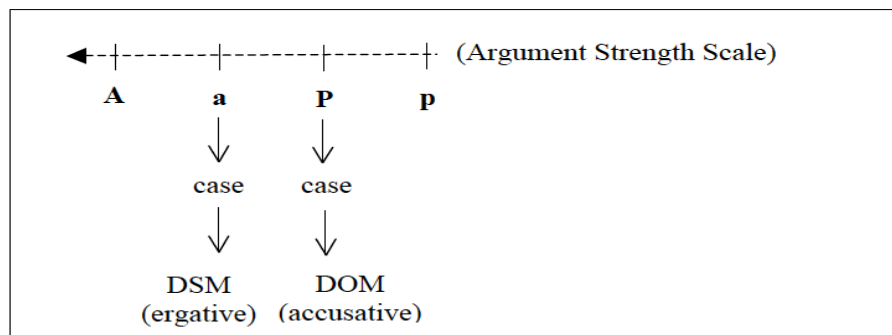 (Argument Strength Scale)
A a P p
case case
DSM DOM
(ergative) (accusative)